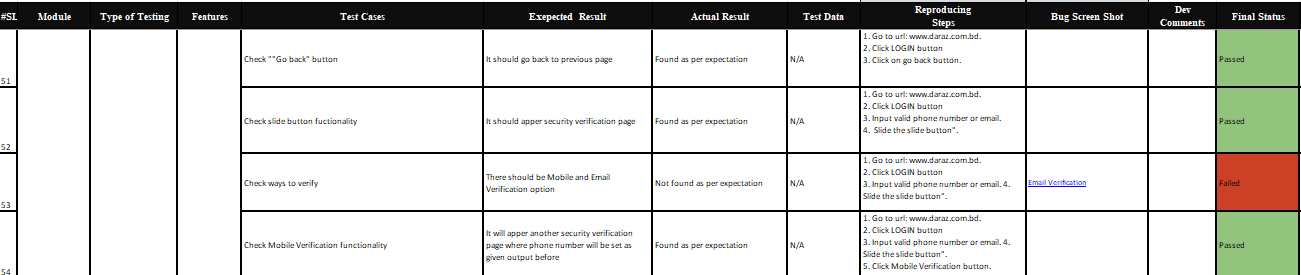 #SL Module Type of Testing Features Test Cases Exepected Result Actual Result Test Data Reproducing Steps Bug Screen Shot Dev Comments Final Status
51
Check ""Go back" button
It should go back to previous page
Found as per expectation
N/A
1. Go to url: www.daraz.com.bd.
2. Click LOGIN button
3. Click on go back button.
Passed
52
Check slide button fuctionality
It should apper security verification page
Found as per expectation
N/A
1. Go to url: www.daraz.com.bd.
2. Click LOGIN button
3. Input valid phone number or email.
4. Slide the slide button".
Passed
53
Check ways to verify
There should be Mobile and Email
Verification option
Not found as per expectation
N/A
1. Go to url: www.daraz.com.bd.
2. Click LOGIN button
3. Input valid phone number or email. 4.
Slide the slide button".
Email Verification
Failed
54
Check Mobile Verification functionality
It will apper another security verification
page where phone number will be set as
given output before
Found as per expectation
N/A
1. Go to url: www.daraz.com.bd.
2. Click LOGIN button
3. Input valid phone number or email. 4.
Slide the slide button".
5. Click Mobile Verification button.
Passed